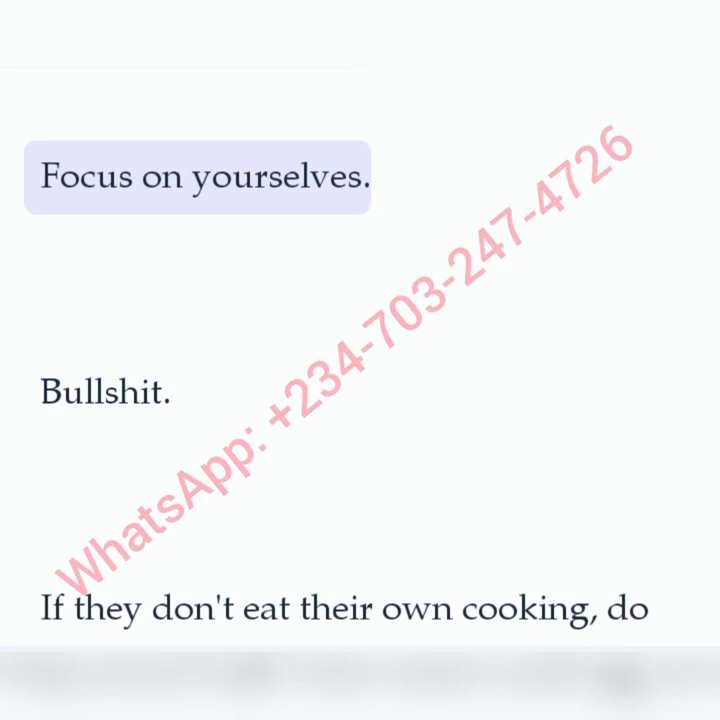 Focus on yourselves.
WhatsApp: +234-703-247-4726
Bullshit.
If they don't eat their own cooking, do